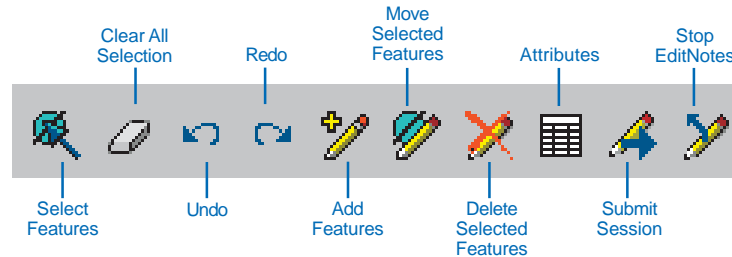 Clear All
Selection
Redo
Move
Selected
Features
Attributes
Stop
EditNotes
Select
Features
Undo
Add
Features
Delete
Selected
Features
Submit
Session